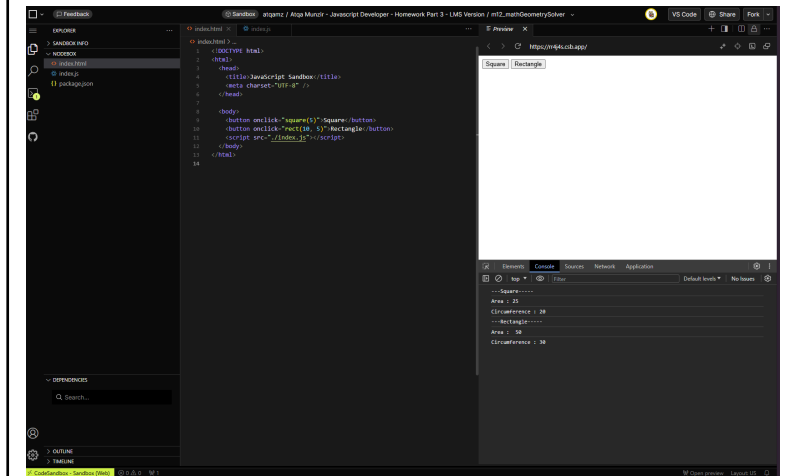 Feedback
Sandbox atqamz / Atqa Munzir - Javascript Developer - Homework Part 3 - LMS Version / m12_mathGeometrySolver
VS Code
Share
Fork
EXPLORER
SANDBOX INFO
NODEBOX
index.html
index.js
package.json
DEPENDENCIES
Search...
OUTLINE
TIMELINE
index.html
index.js
index.html > ...
1 <!DOCTYPE html>
2 <html>
3 <head>
4 <title>JavaScript Sandbox</title>
5 <meta charset="UTF-8" />
6 </head>
7
8 <body>
9 <button onclick="square(5)">Square</button>
10 <button onclick="rect(10, 5)">Rectangle</button>
11 <script src="./index.js"></script>
12 </body>
13 </html>
14
Preview
https://m4j4s.csb.app/
Square Rectangle
Elements Console Sources Network Application
top Filter Default levels No Issues
---Square-----
Area : 25
Circumference : 20
---Rectangle-----
Area : 50
Circumference : 30
CodeSandbox - Sandbox (Web) 0 0 1
Open preview Layout: US